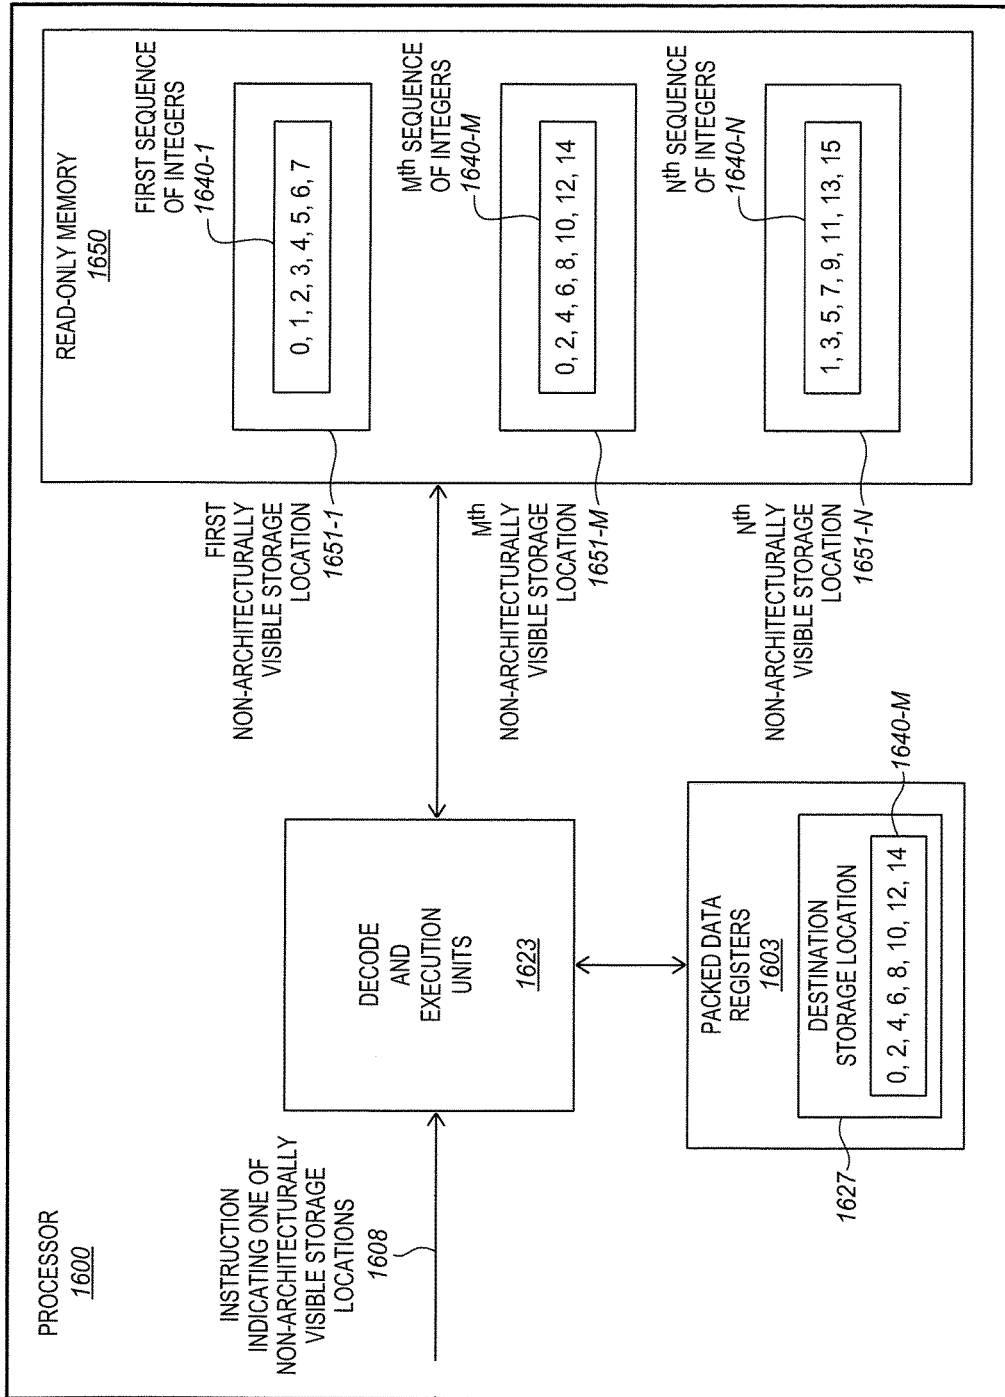 PROCESSOR
1600
INSTRUCTION
INDICATING ONE OF
NON-ARCHITECTURALLY
VISIBLE STORAGE
LOCATIONS
1608
DECODE
AND
EXECUTION
UNITS
1623
PACKED DATA
REGISTERS
1603
DESTINATION
STORAGE LOCATION
0, 2, 4, 6, 8, 10, 12, 14
1627
1640-M
READ-ONLY MEMORY
1650
FIRST SEQUENCE
OF INTEGERS
1640-1
0, 1, 2, 3, 4, 5, 6, 7
FIRST
NON-ARCHITECTURALLY
VISIBLE STORAGE
LOCATION
1651-1
Mth SEQUENCE
OF INTEGERS
1640-M
0, 2, 4, 6, 8, 10, 12, 14
Mth
NON-ARCHITECTURALLY
VISIBLE STORAGE
LOCATION
1651-M
Nth SEQUENCE
OF INTEGERS
1640-N
1, 3, 5, 7, 9, 11, 13, 15
Nth
NON-ARCHITECTURALLY
VISIBLE STORAGE
LOCATION
1651-N